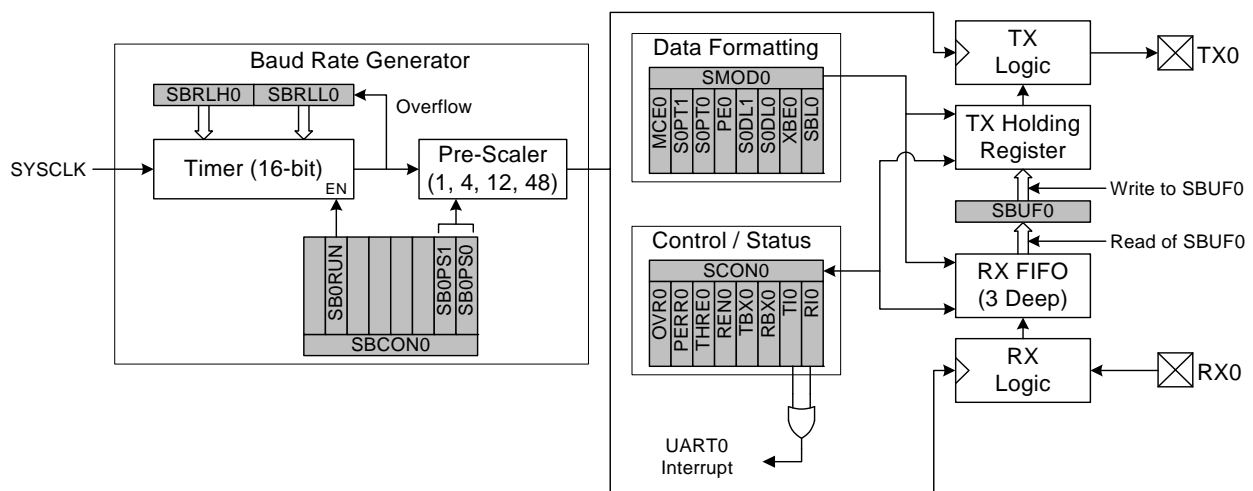 Baud Rate Generator
SBRLH0 SBRLL0
Overflow
SYSCLK
Timer (16-bit)
EN
Pre-Scaler
(1, 4, 12, 48)
SB0RUN
SB0PS1
SB0PS0
SBCON0
Data Formatting
SMOD0
MCE0
S0PT1
S0PT0
PE0
S0DL1
S0DL0
XBE0
SBL0
Control / Status
SCON0
OVR0
PERR0
THRE0
REN0
TBX0
RBX0
TI0
RI0
UART0
Interrupt
TX
Logic
TX0
TX Holding
Register
Write to SBUF0
SBUF0
Read of SBUF0
RX FIFO
(3 Deep)
RX
Logic
RX0